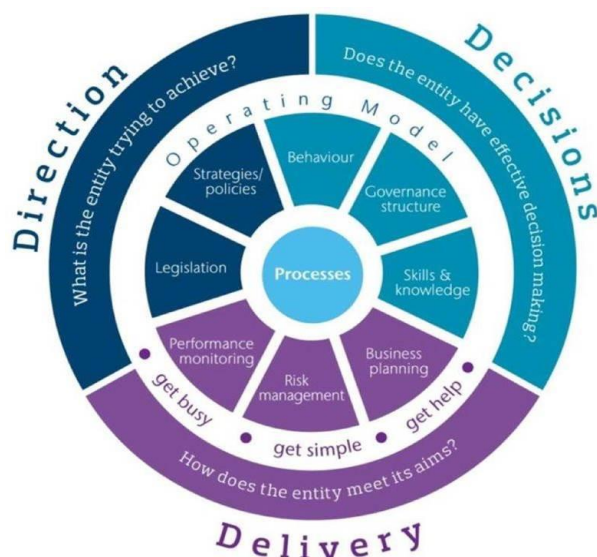 Direction
What is the entity trying to achieve?
Decisions
Does the entity have effective decision making?
Operating Model
Strategies/
policies
Behaviour
Governance
structure
Legislation
Processes
Skills &
knowledge
Performance
monitoring
Risk
management
Business
planning
get busy
get simple
get help
How does the entity meet its aims?
Delivery